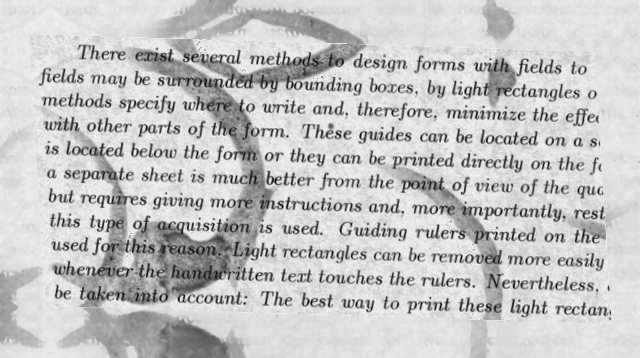 There exist several methods to design forms with fields to
fields may be surrounded by bounding boxes, by light rectangles o
methods specify where to write and, therefore, minimize the effe
with other parts of the form. These guides can be located on a s
is located below the form or they can be printed directly on the f
a separate sheet is much better from the point of view of the qua
but requires giving more instructions and, more importantly, rest
this type of acquisition is used. Guiding rulers printed on the
used for this reason. Light rectangles can be removed more easily
whenever the handwritten text touches the rulers. Nevertheless,
be taken into account: The best way to print these light rectan